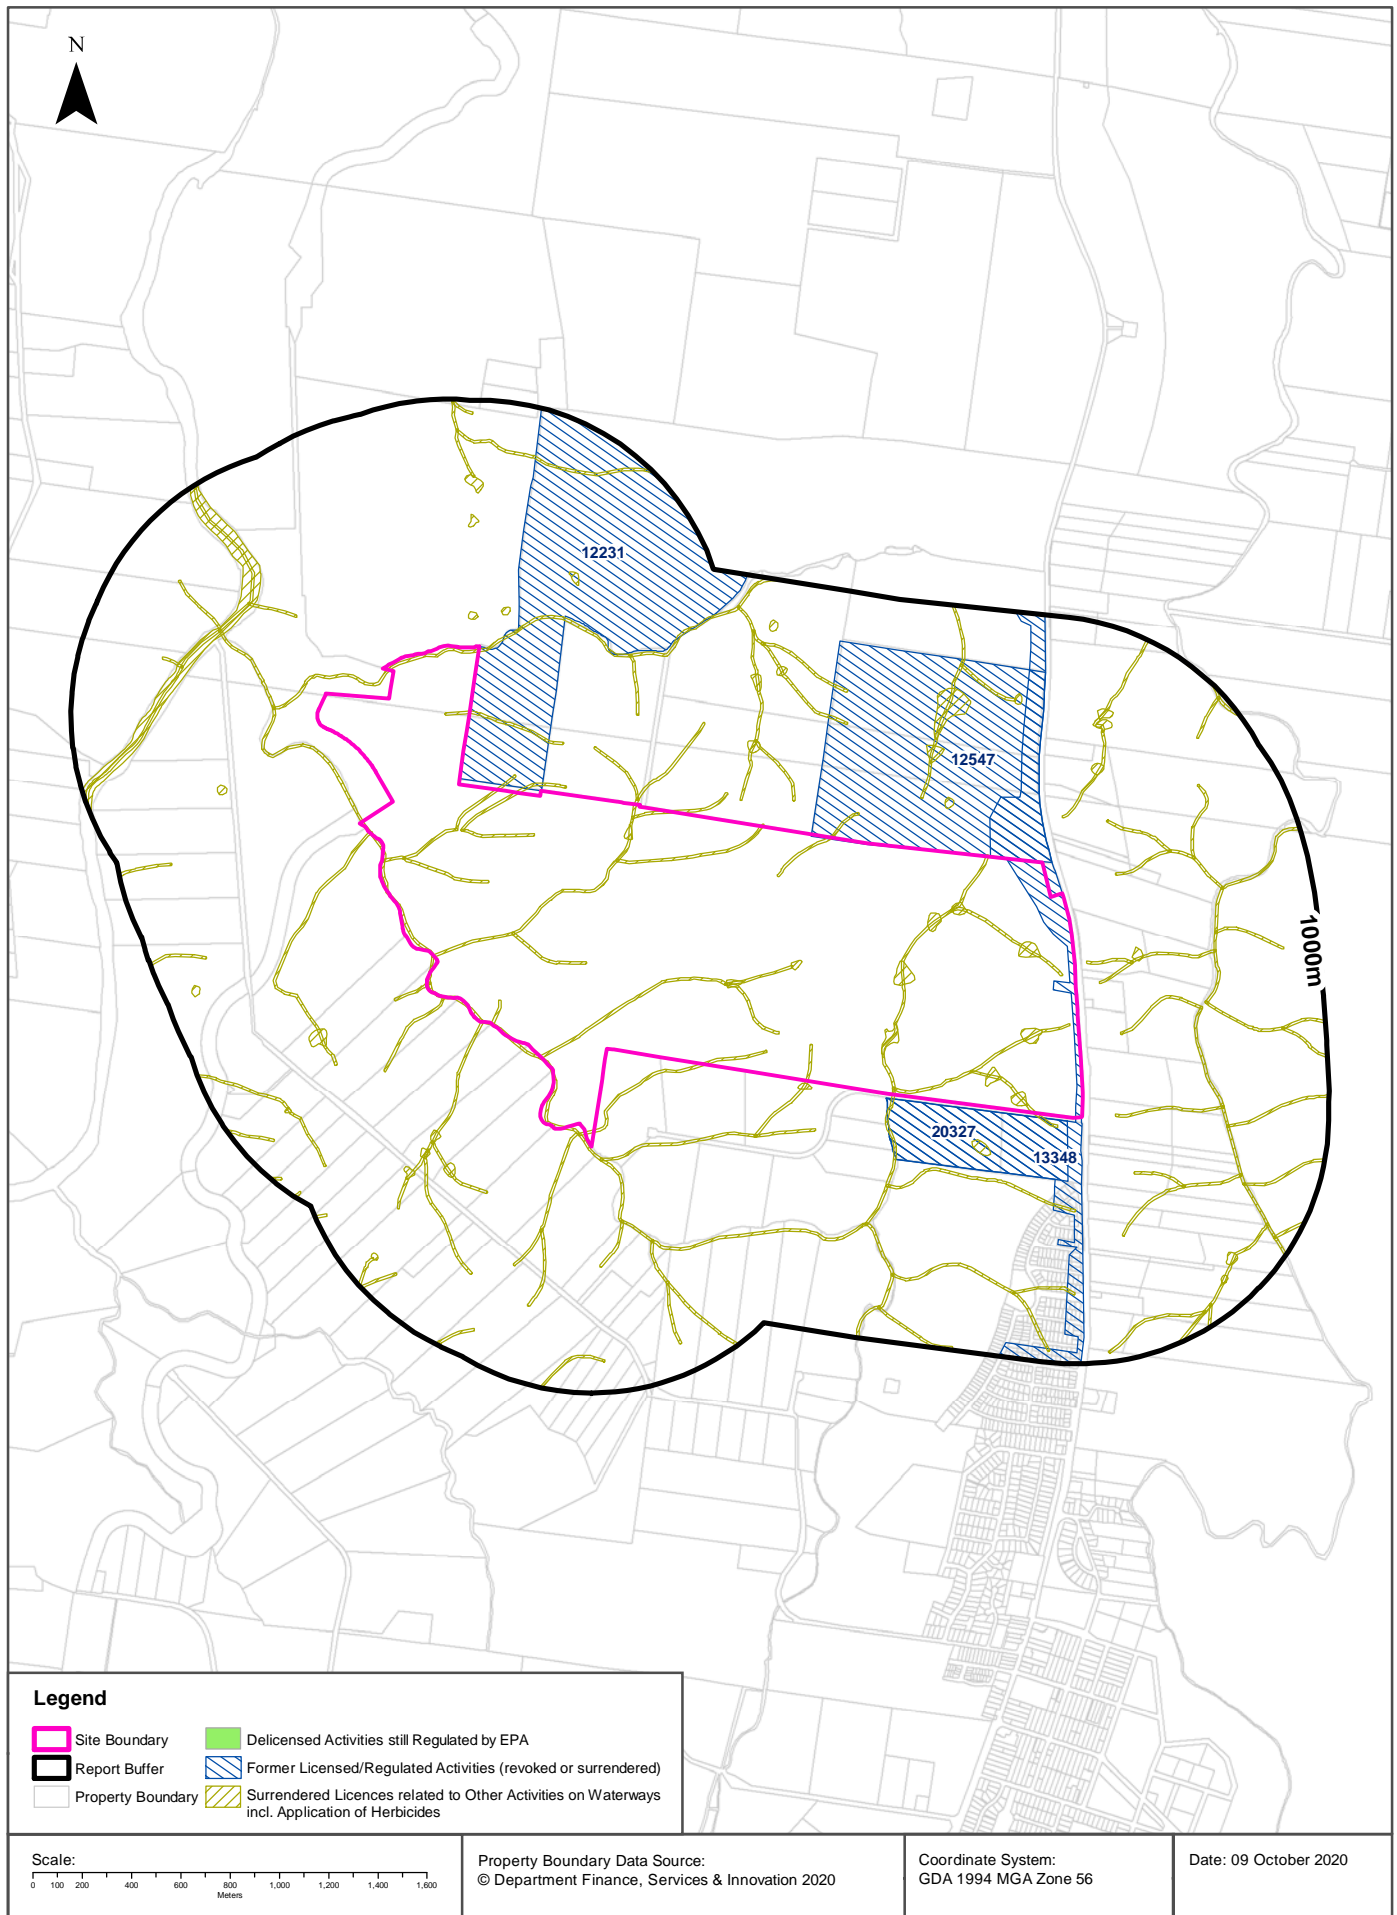 N
12231
12547
1000m
20327
13348
Legend
Site Boundary
Report Buffer
Property Boundary
Delicensed Activities still Regulated by EPA
Former Licensed/Regulated Activities (revoked or surrendered)
Surrendered Licences related to Other Activities on Waterways
incl. Application of Herbicides
Scale:
0 100 200 400 600 800 1,000 1,200 1,400 1,600
Meters
Property Boundary Data Source:
© Department Finance, Services & Innovation 2020
Coordinate System:
GDA 1994 MGA Zone 56
Date: 09 October 2020